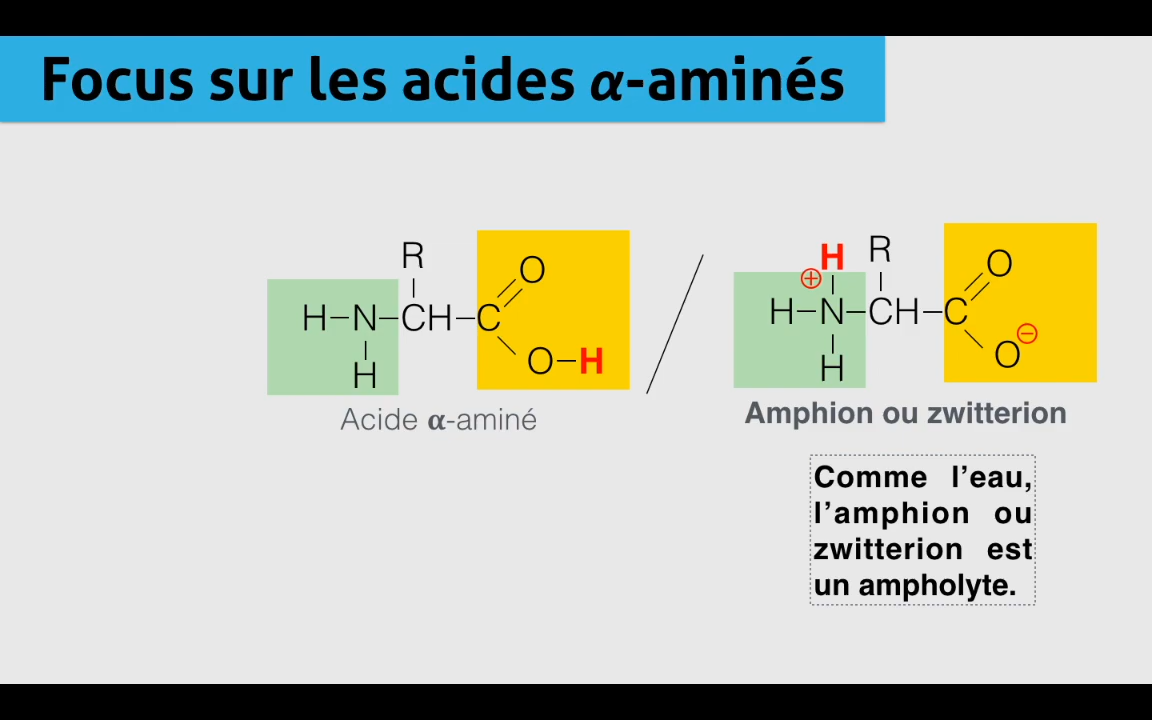 Focus sur les acides α-aminés
R
O
H–N–CH–C
H
O–H
Acide α-aminé
H R
⊕
O
H–N–CH–C
⊖
H
O
Amphion ou zwitterion
Comme l’eau,
l’amphion ou
zwitterion est
un ampholyte.